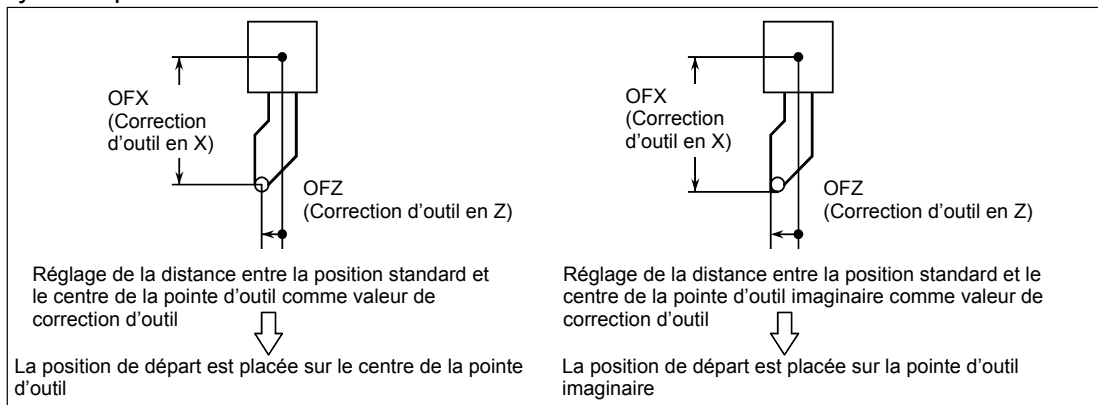 OFX
(Correction
d'outil en X)
OFZ
(Correction d'outil en Z)
Réglage de la distance entre la position standard et
le centre de la pointe d'outil comme valeur de
correction d'outil
La position de départ est placée sur le centre de la pointe
d'outil
OFX
(Correction
d'outil en X)
OFZ
(Correction d'outil en Z)
Réglage de la distance entre la position standard et le
centre de la pointe d'outil imaginaire comme valeur de
correction d'outil
La position de départ est placée sur la pointe d'outil
imaginaire